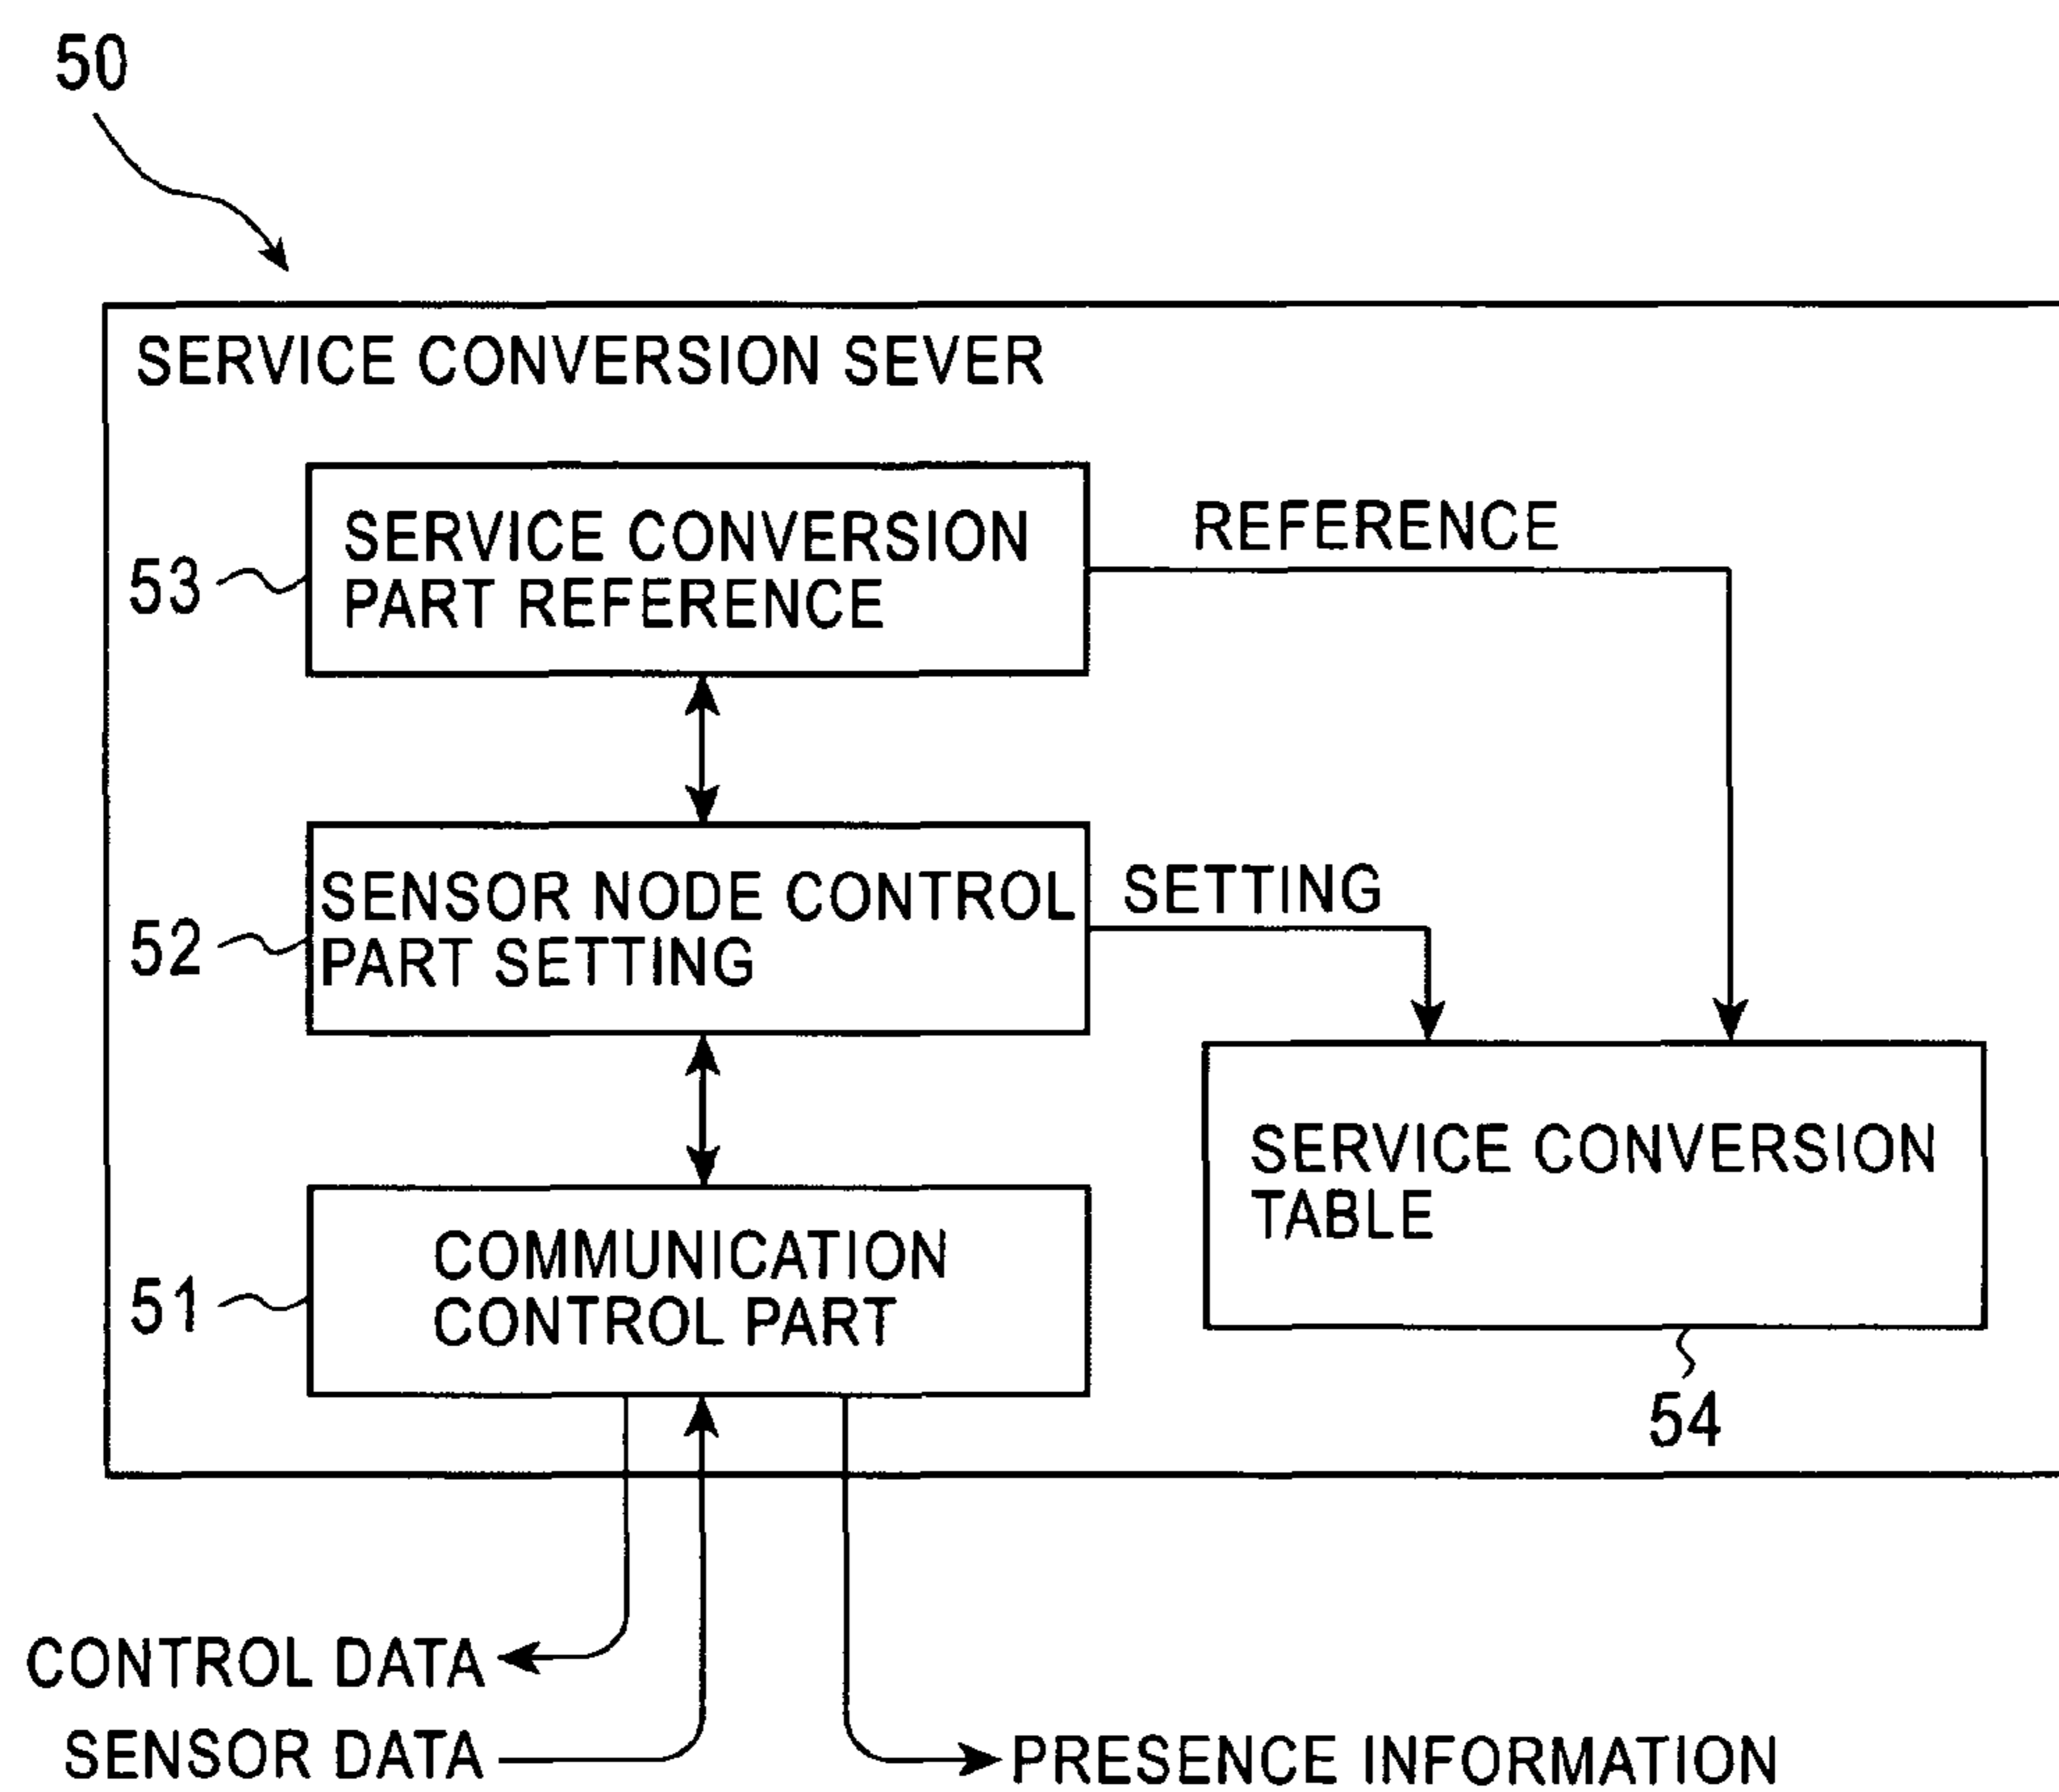 50
SERVICE CONVERSION SEVER
SERVICE CONVERSION
PART REFERENCE
REFERENCE
53
SENSOR NODE CONTROL
PART SETTING
SETTING
52
SERVICE CONVERSION
TABLE
COMMUNICATION
CONTROL PART
51
54
CONTROL DATA
SENSOR DATA
PRESENCE INFORMATION